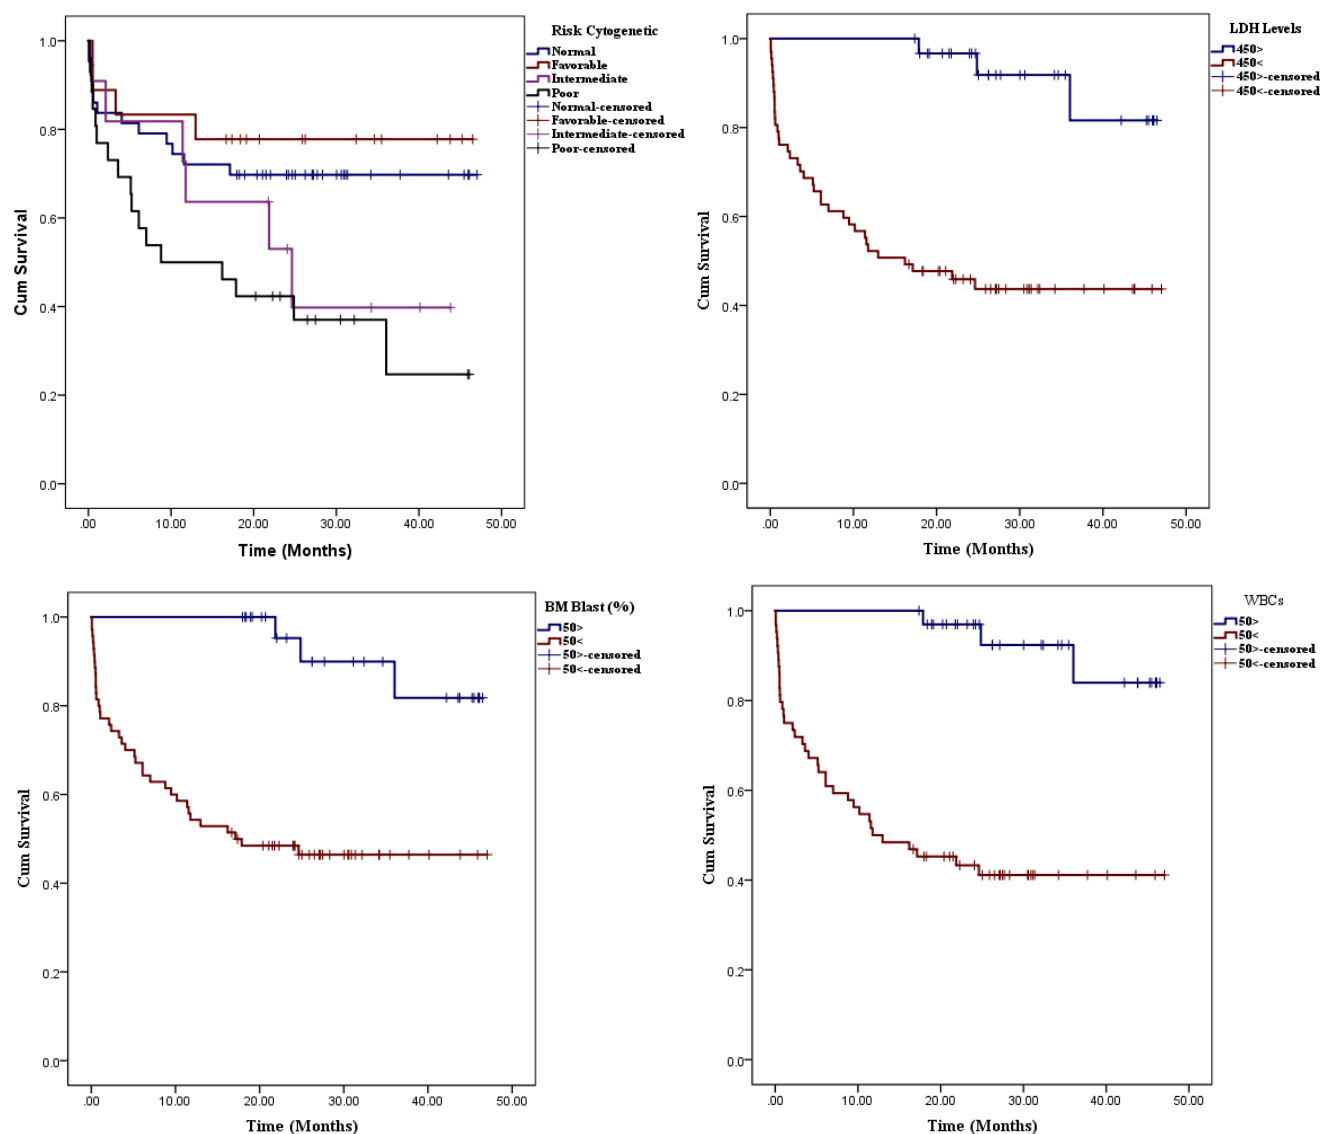 Risk Cytogenetic
Normal
Favorable
Intermediate
Poor
Normal-censored
Favorable-censored
Intermediate-censored
Poor-censored
1.0
0.8
0.6
0.4
0.2
0.0
Cum Survival
.00 10.00 20.00 30.00 40.00 50.00
Time (Months)
LDH Levels
450>
450<
450>-censored
450<-censored
1.0
0.8
0.6
0.4
0.2
0.0
Cum Survival
.00 10.00 20.00 30.00 40.00 50.00
Time (Months)
BM Blast (%)
50>
50<
50>-censored
50<-censored
1.0
0.8
0.6
0.4
0.2
0.0
Cum Survival
.00 10.00 20.00 30.00 40.00 50.00
Time (Months)
WBCs
50>
50<
50>-censored
50<-censored
1.0
0.8
0.6
0.4
0.2
0.0
Cum Survival
.00 10.00 20.00 30.00 40.00 50.00
Time (Months)